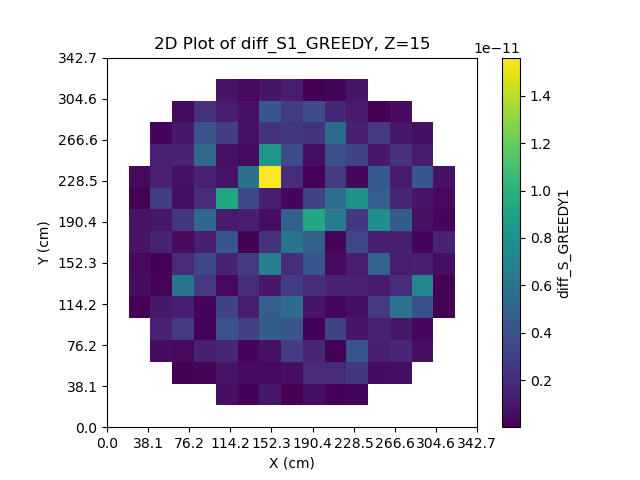 2D Plot of diff_S1_GREEDY, Z=15
1e−11
342.7
304.6
266.6
228.5
190.4
152.3
114.2
76.2
38.1
0.0
Y (cm)
0.0 38.1 76.2 114.2 152.3 190.4 228.5 266.6 304.6 342.7
X (cm)
1.4
1.2
1.0
0.8
0.6
0.4
0.2
diff_S_GREEDY1